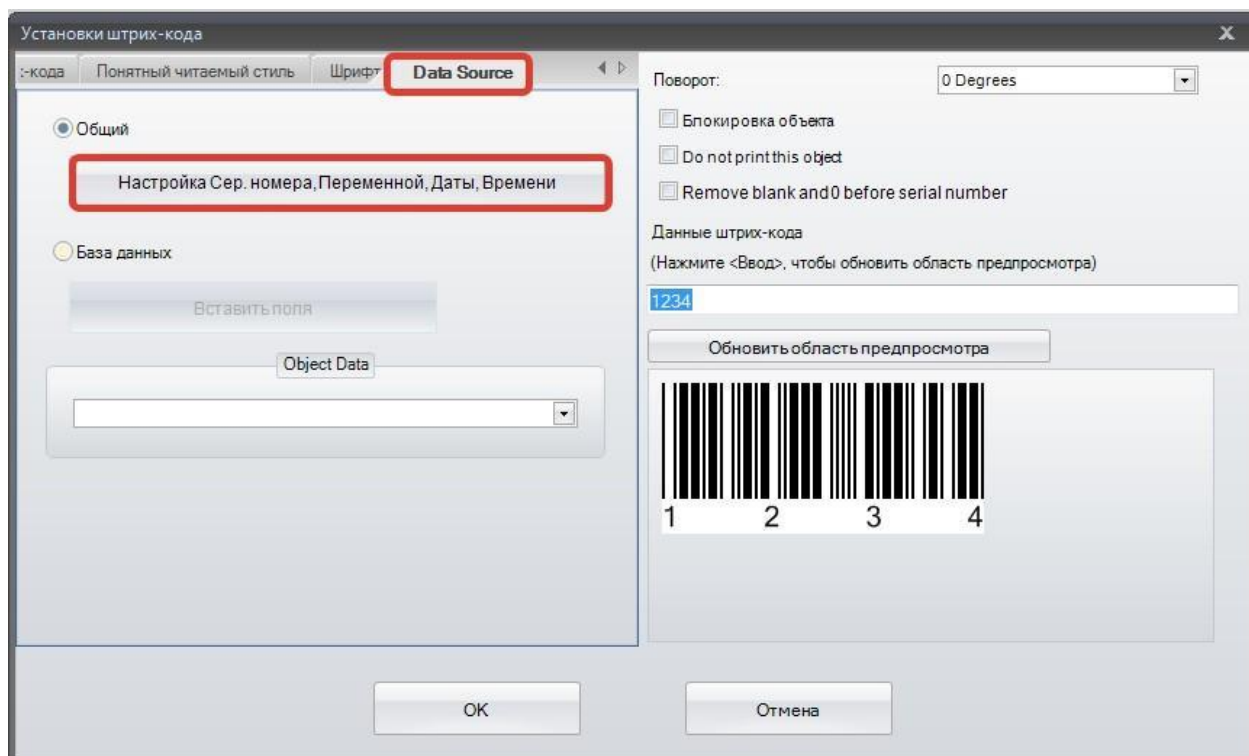 Установки штрих-кода
х
:-кода
Понятный читаемый стиль
Шрифт
Data Source
Общий
Настройка Сер. номера,Переменной, Даты, Времени
База данных
Вставить поля
Object Data
Поворот:
0 Degrees
Блокировка объекта
Do not print this object
Remove blank and 0 before serial number
Данные штрих-кода
(Нажмите <Ввод>, чтобы обновить область предпросмотра)
1234
Обновить область предпросмотра
1 2 3 4
OK
Отмена